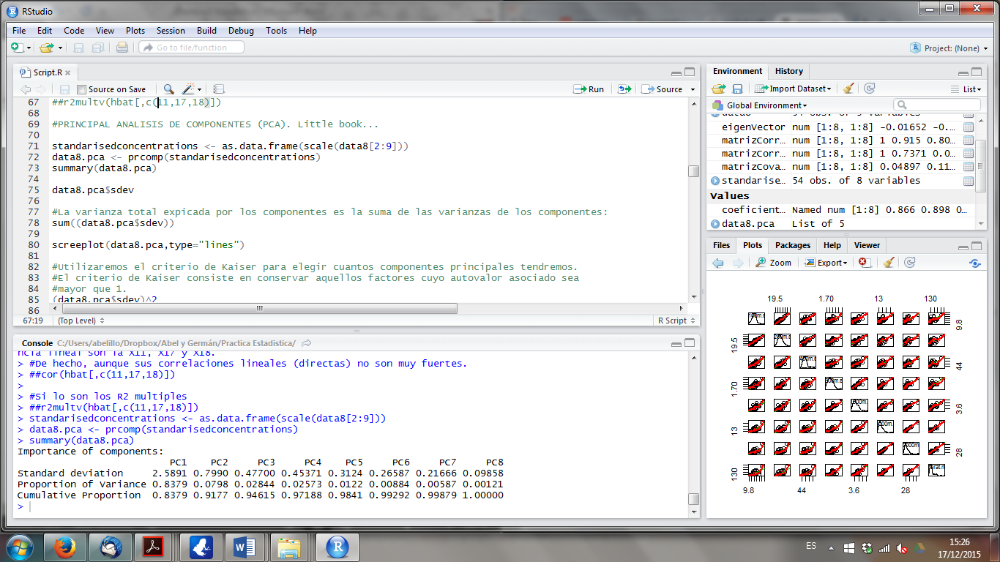 RStudio
File Edit Code View Plots Session Build Debug Tools Help
Go to file/function
Project: (None)
Script.R
Source on Save
Run
Source
67 ##r2multv(hbat[,c(11,17,18)])
68
69 #PRINCIPAL ANALISIS DE COMPONENTES (PCA). Little book...
70
71 standarisedconcentrations <- as.data.frame(scale(data8[2:9]))
72 data8.pca <- prcomp(standarisedconcentrations)
73 summary(data8.pca)
74
75 data8.pca$sdev
76
77 #La varianza total expicada por los componentes es la suma de las varianzas de los componentes:
78 sum((data8.pca$sdev))
79
80 screeplot(data8.pca,type="lines")
81
82 #Utilizaremos el criterio de Kaiser para elegir cuantos componentes principales tendremos.
83 #El criterio de Kaiser consiste en conservar aquellos factores cuyo autovalor asociado sea
84 #mayor que 1.
85 (data8.pca$sdev)^2
86
67:19 (Top Level) R Script
Console C:/Users/abelillo/Dropbox/Abel y Germán/Practica Estadistica/
ncia lineal son la X11, X17 y X18.
> #De hecho, aunque sus correlaciones lineales (directas) no son muy fuertes.
> ##cor(hbat[,c(11,17,18)])
>
> #Si lo son los R2 multiples
> ##r2multv(hbat[,c(11,17,18)])
> standarisedconcentrations <- as.data.frame(scale(data8[2:9]))
> data8.pca <- prcomp(standarisedconcentrations)
> summary(data8.pca)
Importance of components:
PC1 PC2 PC3 PC4 PC5 PC6 PC7 PC8
Standard deviation 2.5891 0.7990 0.47700 0.45371 0.3124 0.26587 0.21666 0.09858
Proportion of Variance 0.8379 0.0798 0.02844 0.02573 0.0122 0.00884 0.00587 0.00121
Cumulative Proportion 0.8379 0.9177 0.94615 0.97188 0.9841 0.99292 0.99879 1.00000
>
Environment History
Import Dataset List
Global Environment
data8 54 obs. of 9 variables
eigenVector num [1:8, 1:8] -0.01652 -0...
matrizCorr… num [1:8, 1:8] 1 0.915 0.80…
matrizCorr… num [1:8, 1:8] 1 0.7371 0.0…
matrizCova… num [1:8, 1:8] 0.04897 0.11…
standarise… 54 obs. of 8 variables
Values
coeficient… Named num [1:8] 0.866 0.898 0…
data8.pca List of 5
Files Plots Packages Help Viewer
Zoom Export
19.5 1.70 13 130
9.8
19.5
44
1.70
3.6
13
28
130
9.8 44 3.6 28
ES
15:26
17/12/2015